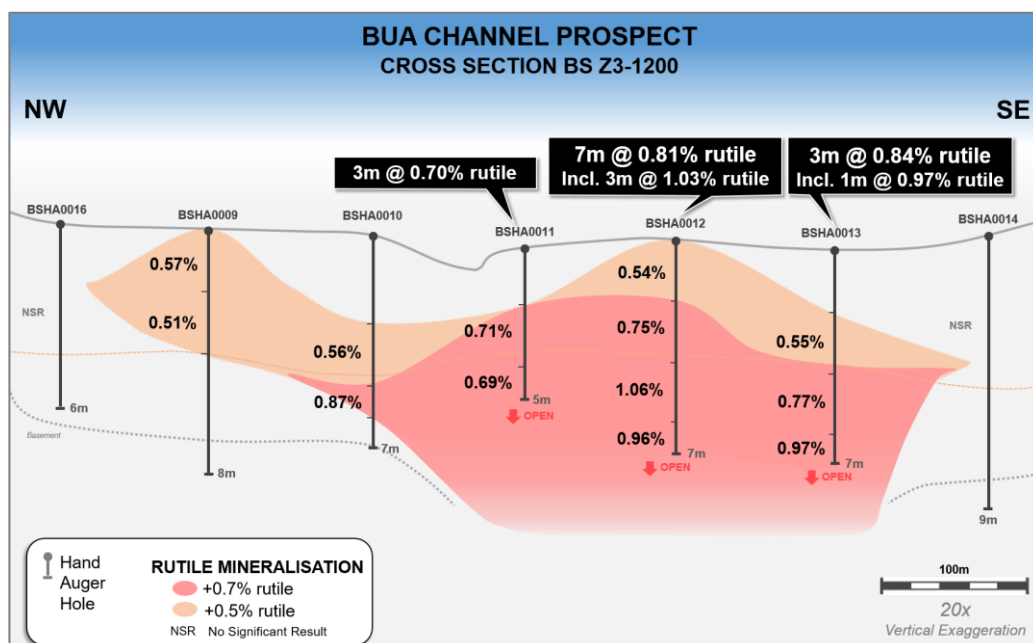 BUA CHANNEL PROSPECT
CROSS SECTION BS Z3-1200
NW
SE
3m @ 0.70% rutile
7m @ 0.81% rutile
Incl. 3m @ 1.03% rutile
3m @ 0.84% rutile
Incl. 1m @ 0.97% rutile
BSHA0016
BSHA0009
BSHA0010
BSHA0011
BSHA0012
BSHA0013
BSHA0014
NSR
6m
Basement
0.57%
0.51%
8m
0.56%
0.87%
7m
0.71%
0.69%
5m
OPEN
0.54%
0.75%
1.06%
0.96%
7m
OPEN
0.55%
0.77%
0.97%
7m
OPEN
NSR
9m
Hand
Auger
Hole
RUTILE MINERALISATION
+0.7% rutile
+0.5% rutile
NSR No Significant Result
100m
20x
Vertical Exaggeration